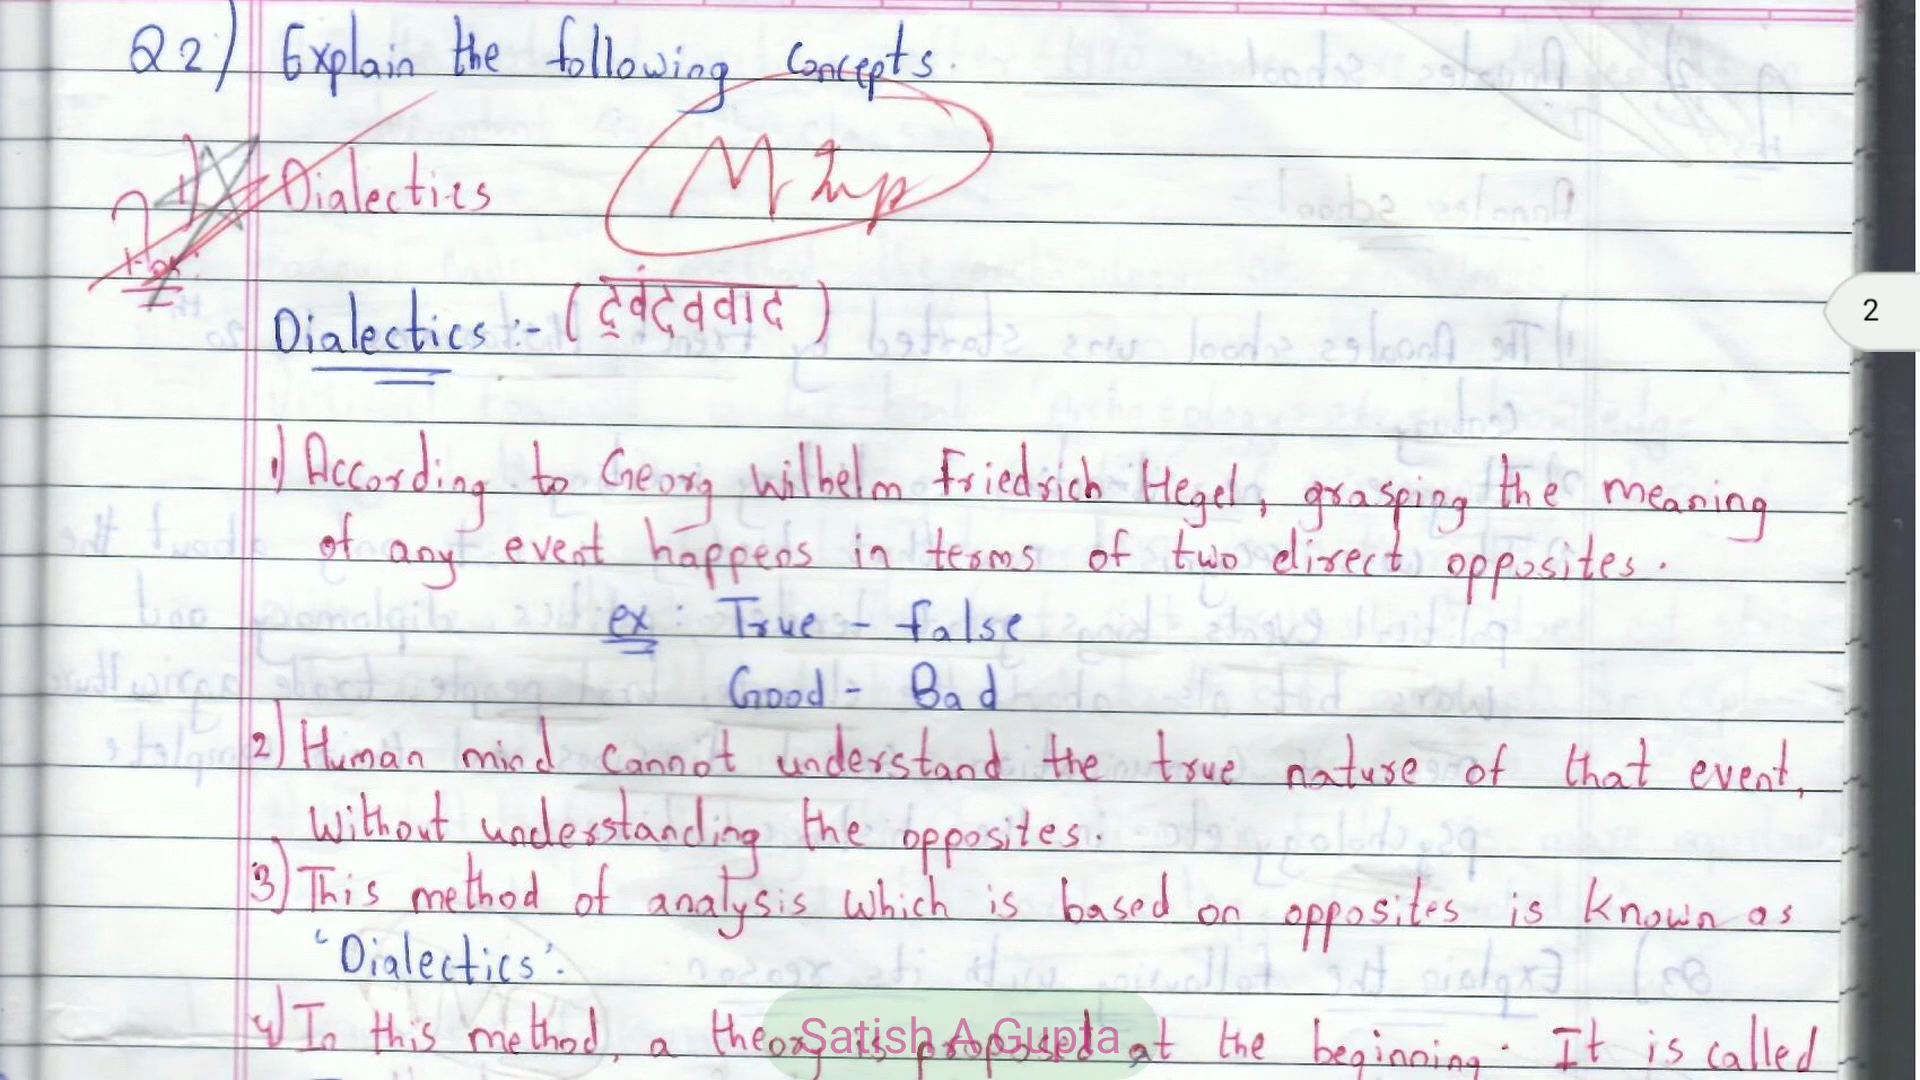 Q2) Explain the following concepts.
1) Dialectics
M Imp
Dialectics :- (द्वंदववाद)
1) According to Georg Wilhelm Friedrich Hegel, grasping the meaning
of any event happens in terms of two direct opposites.
ex : True - false
Good - Bad
2) Human mind cannot understand the true nature of that event,
without understanding the opposites.
3) This method of analysis which is based on opposites is known as
'Dialectics'.
4) In this method, a theory is proposed at the beginning. It is called
Satish A Gupta
2